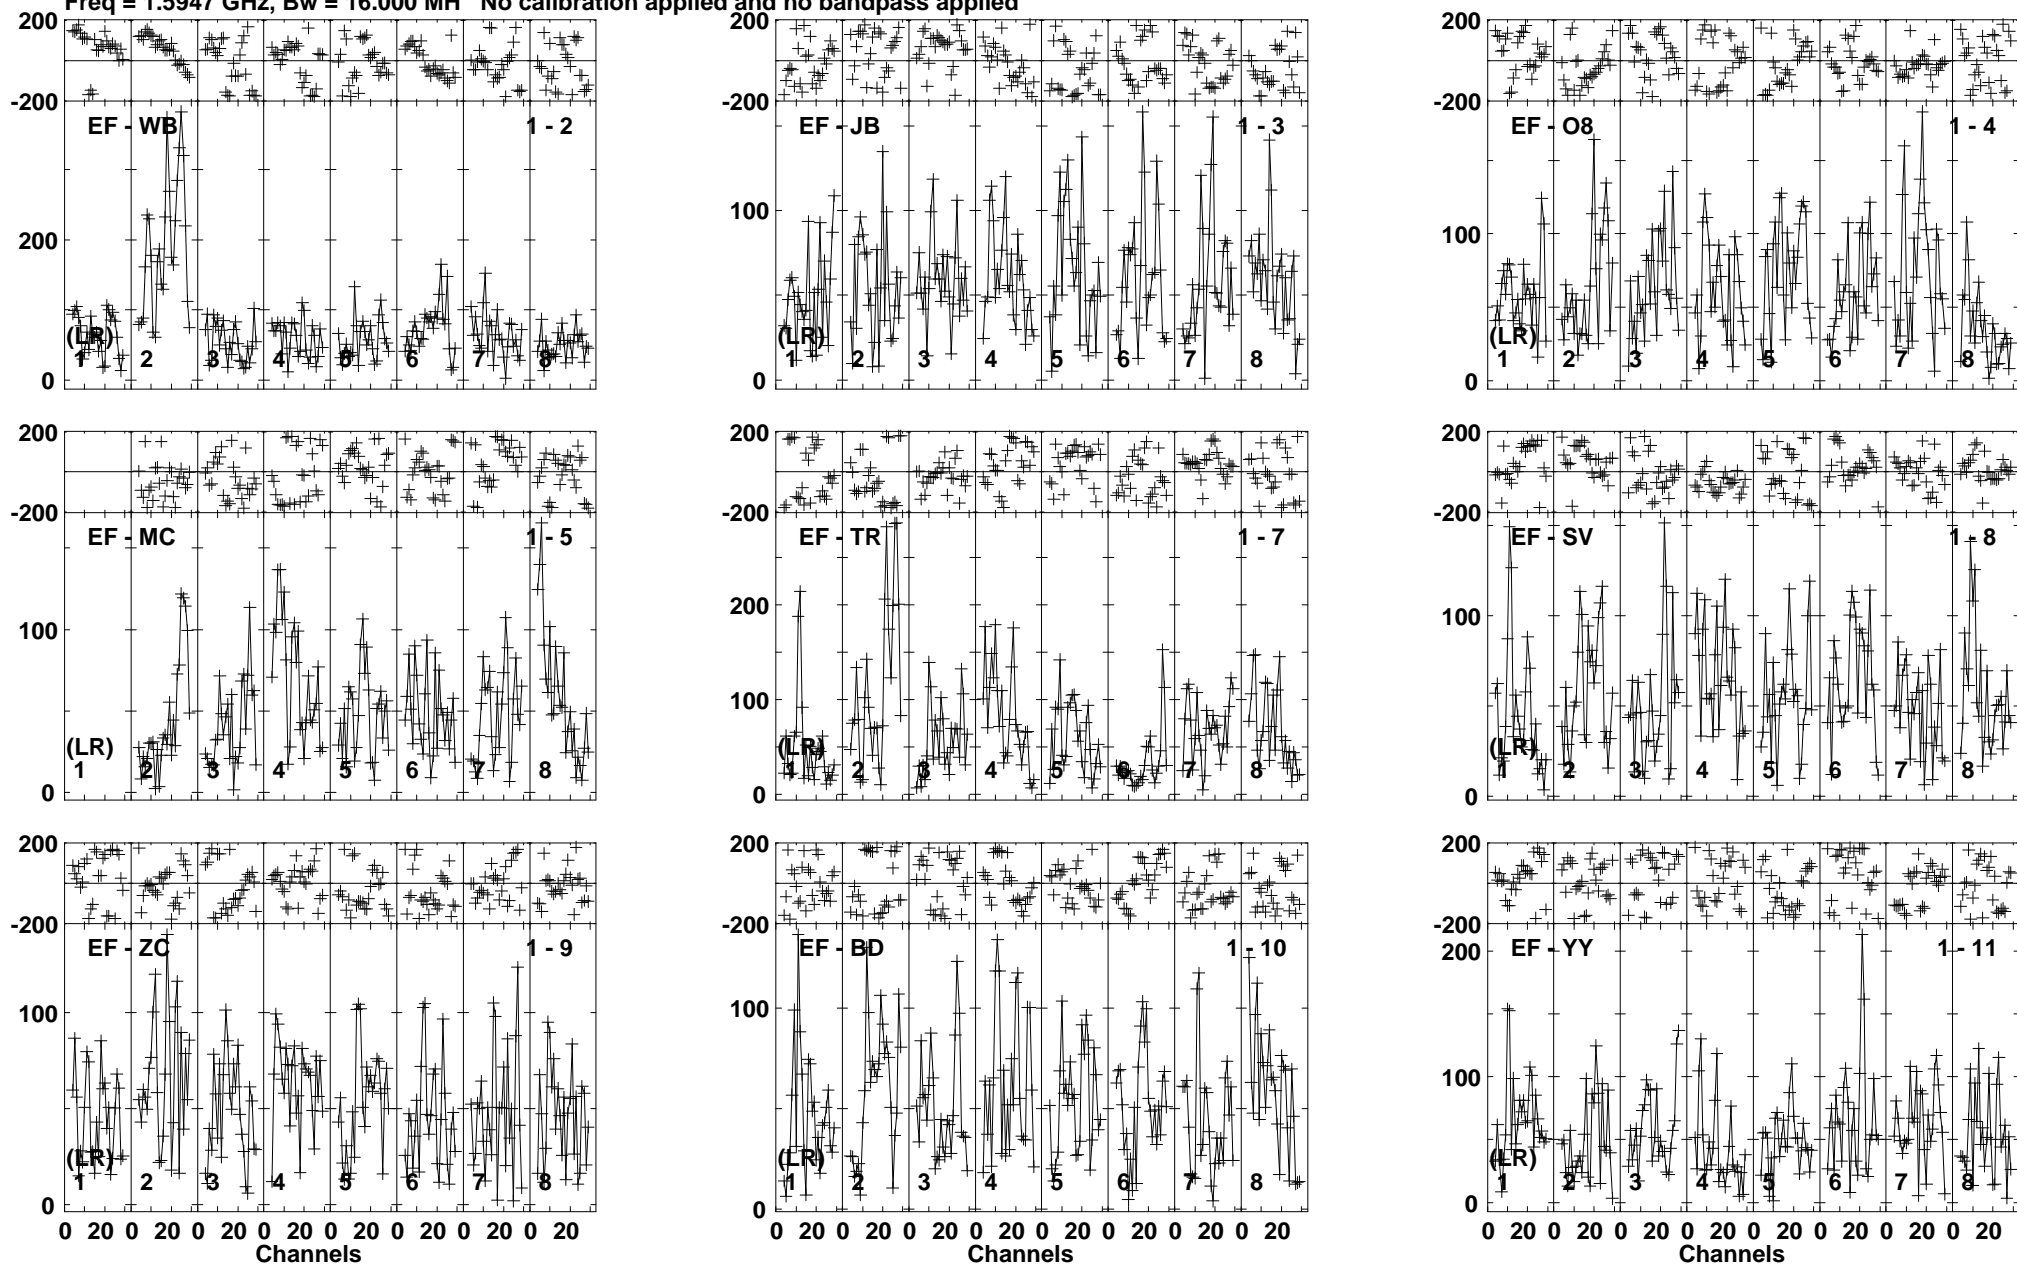 Freq = 1.5947 GHz, Bw = 16.000 MH No calibration applied and no bandpass applied
200 200 200
-200 -200 -200
EF - WB 1 - 2 EF - JB 1 - 3 EF - O8 1 - 4
200 100 100
(LR) (LR) (LR)
1 2 3 4 5 6 7 8 1 2 3 4 5 6 7 8 1 2 3 4 5 6 7 8
0 0 0
200 200 200
-200 -200 -200
EF - MC 1 - 5 EF - TR 1 - 7 EF - SV 1 - 8
200
100 100 100
(LR) (LR) (LR)
1 2 3 4 5 6 7 8 1 2 3 4 5 6 7 8 1 2 3 4 5 6 7 8
0 0 0
200 200 200
-200 -200 -200
EF - ZC 1 - 9 EF - BD 1 - 10 EF - YY 1 - 11
200
100 100 100
(LR) (LR) (LR)
1 2 3 4 5 6 7 8 1 2 3 4 5 6 7 8 1 2 3 4 5 6 7 8
0 0 0
0 20 0 20 0 20 0 20 0 20 0 20 0 20 0 20 0 20 0 20 0 20 0 20 0 20 0 20 0 20 0 20 0 20 0 20 0 20 0 20 0 20 0 20 0 20 0 20
Channels Channels Channels